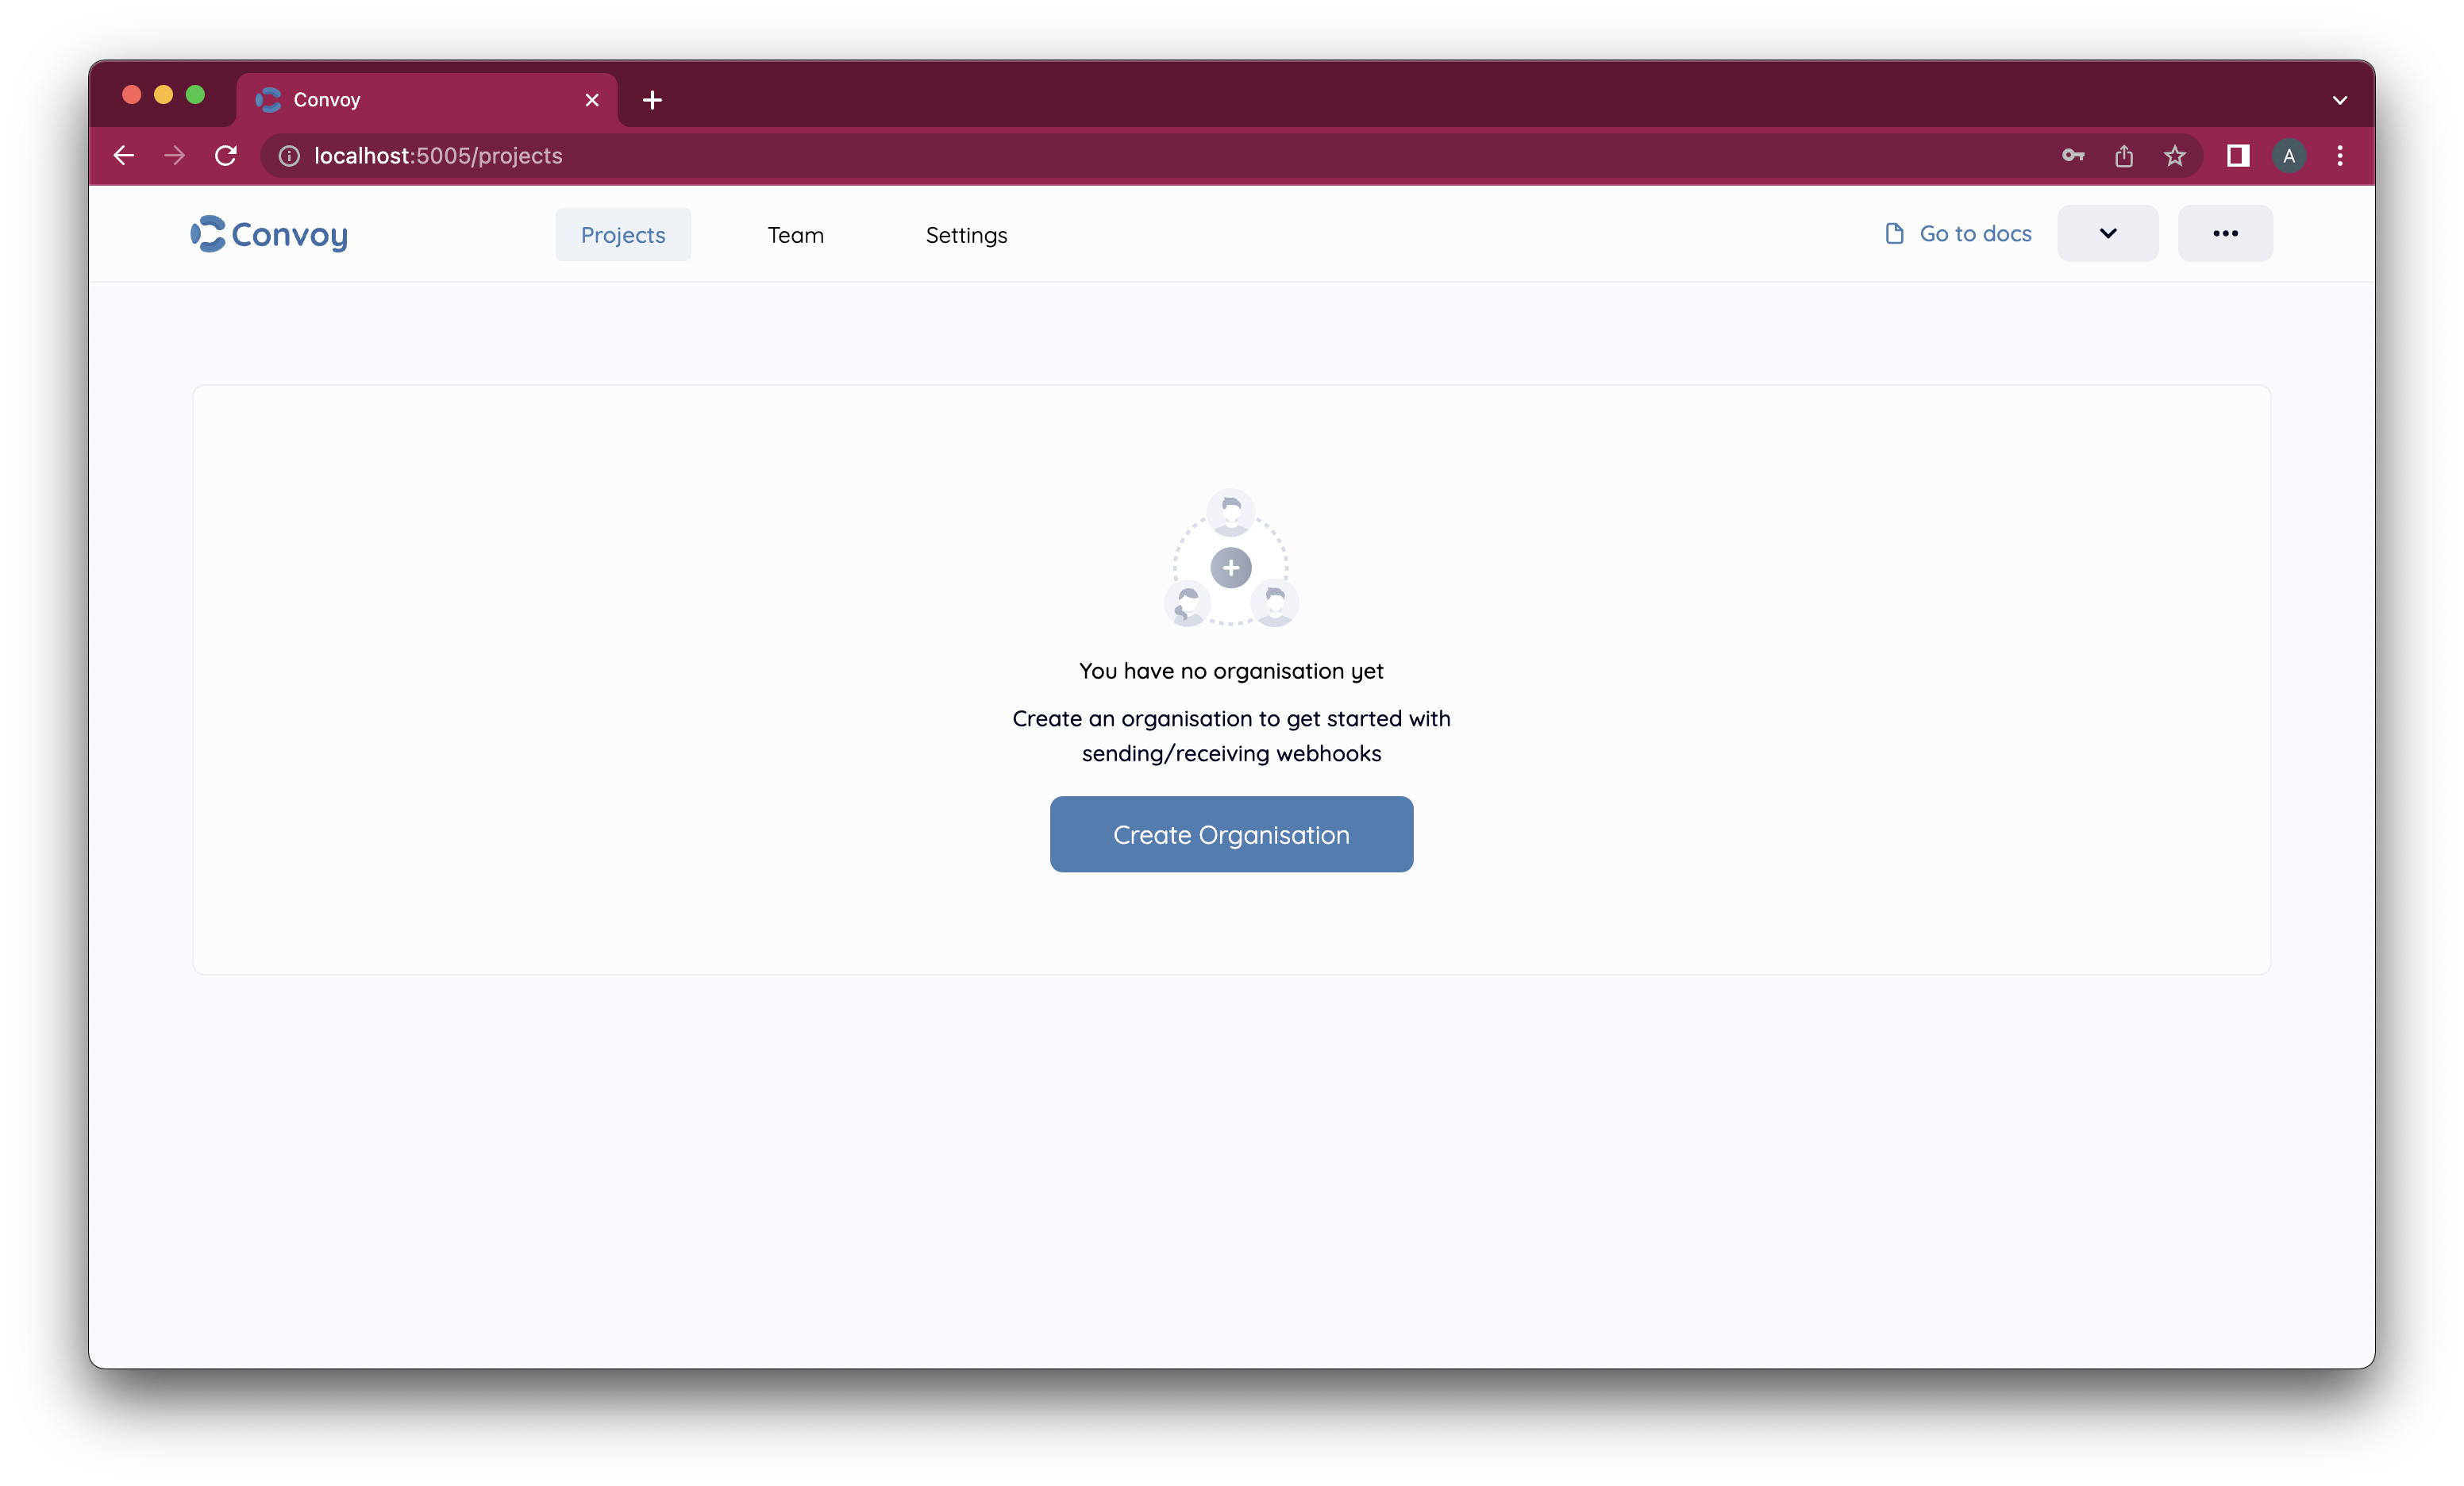 Convoy
localhost:5005/projects
A
Convoy
Projects
Team
Settings
Go to docs
You have no organisation yet
Create an organisation to get started with
sending/receiving webhooks
Create Organisation